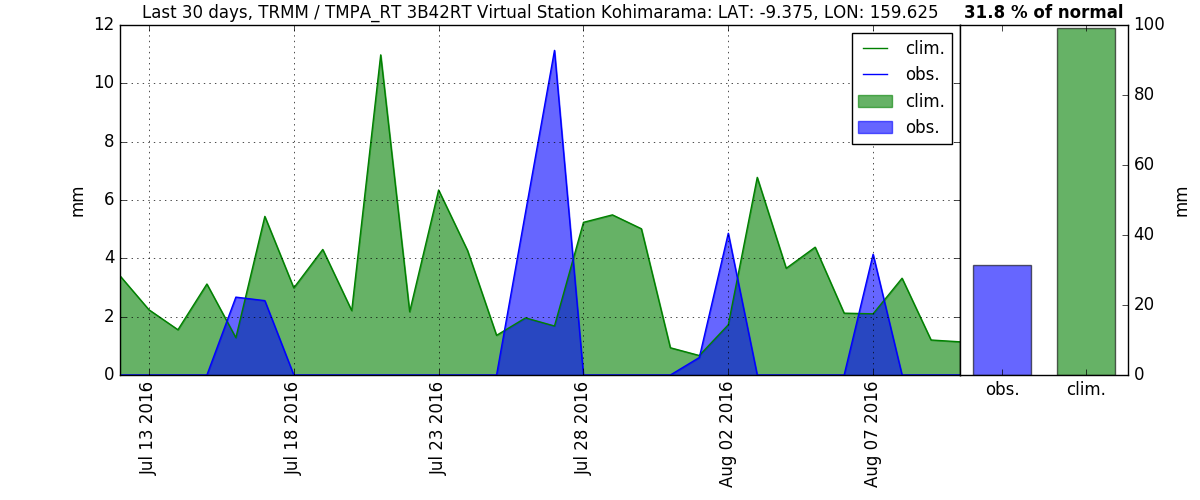 Last 30 days, TRMM / TMPA_RT 3B42RT Virtual Station Kohimarama: LAT: -9.375, LON: 159.625
31.8 % of normal
mm
12
10
8
6
4
2
0
clim.
obs.
clim.
obs.
Jul 13 2016
Jul 18 2016
Jul 23 2016
Jul 28 2016
Aug 02 2016
Aug 07 2016
100
80
60
40
20
0
mm
obs.
clim.